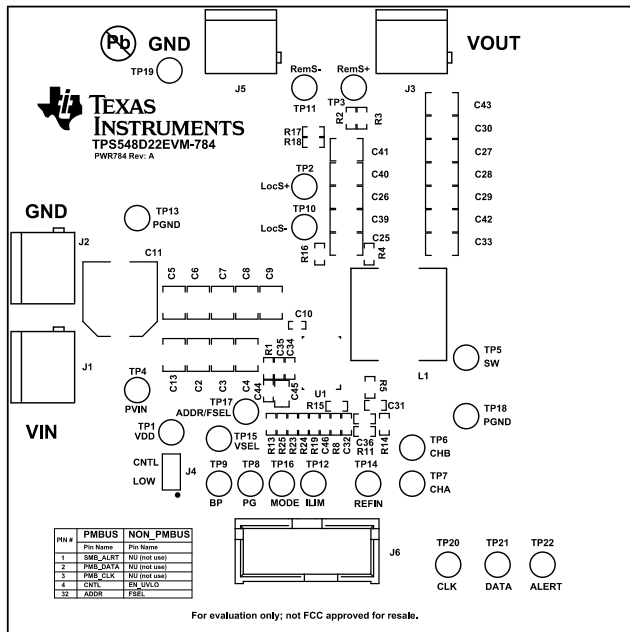 Pb GND
TP19
J5
VOUT
J3
RemS- RemS+
TP11 TP3
TEXAS
INSTRUMENTS
TPS548D22EVM-784
PWR784 Rev: A
R2 R3
R17
R18
C43
C30
C41 C27
TP2 C40 C28
LocS+ C26 C29
TP10 C39 C42
LocS- C25 C33
R16 R4
GND
J2
TP13
PGND
C11
C5 C6 C7 C8 C9
C10
J1
VIN
TP4
PVIN
C13 C2 C3 C4
R1 C35 C34
C44 C45
U1
R15
R5
C31
L1
TP5
SW
TP17
ADDR/FSEL
TP18
PGND
TP1
VDD
TP15
VSEL
R13 R25 R23 R24 R19 C46 R8 C32
C36
R11
R14
TP6
CHB
CNTL
LOW
J4
TP9 TP8 TP16 TP12 TP14
BP PG MODE ILIM REFIN
TP7
CHA
PIN # PMBUS NON_PMBUS
Pin Name Pin Name
1 SMB_ALRT NU (not use)
2 PMB_DATA NU (not use)
3 PMB_CLK NU (not use)
4 CNTL EN_UVLO
32 ADDR FSEL
J6
TP20 TP21 TP22
CLK DATA ALERT
For evaluation only; not FCC approved for resale.